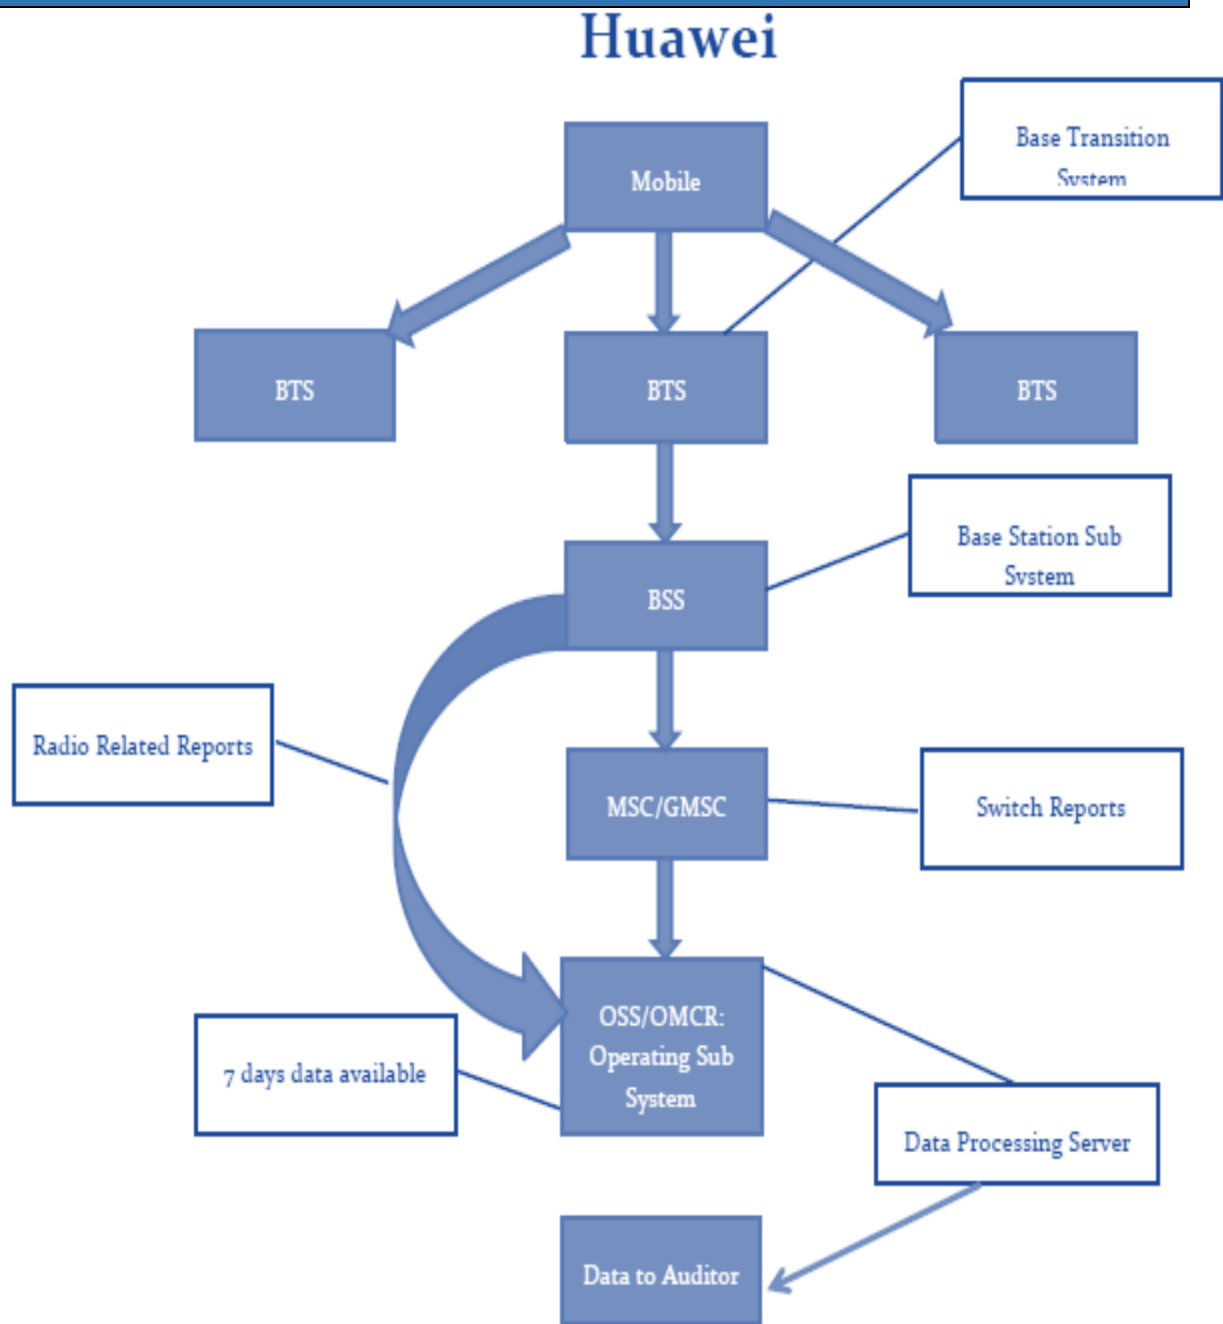 Huawei
Base Transition
System
Mobile
BTS
BTS
BTS
Base Station Sub
System
BSS
Radio Related Reports
MSC/GMSC
Switch Reports
OSS/OMCR:
Operating Sub
System
7 days data available
Data Processing Server
Data to Auditor